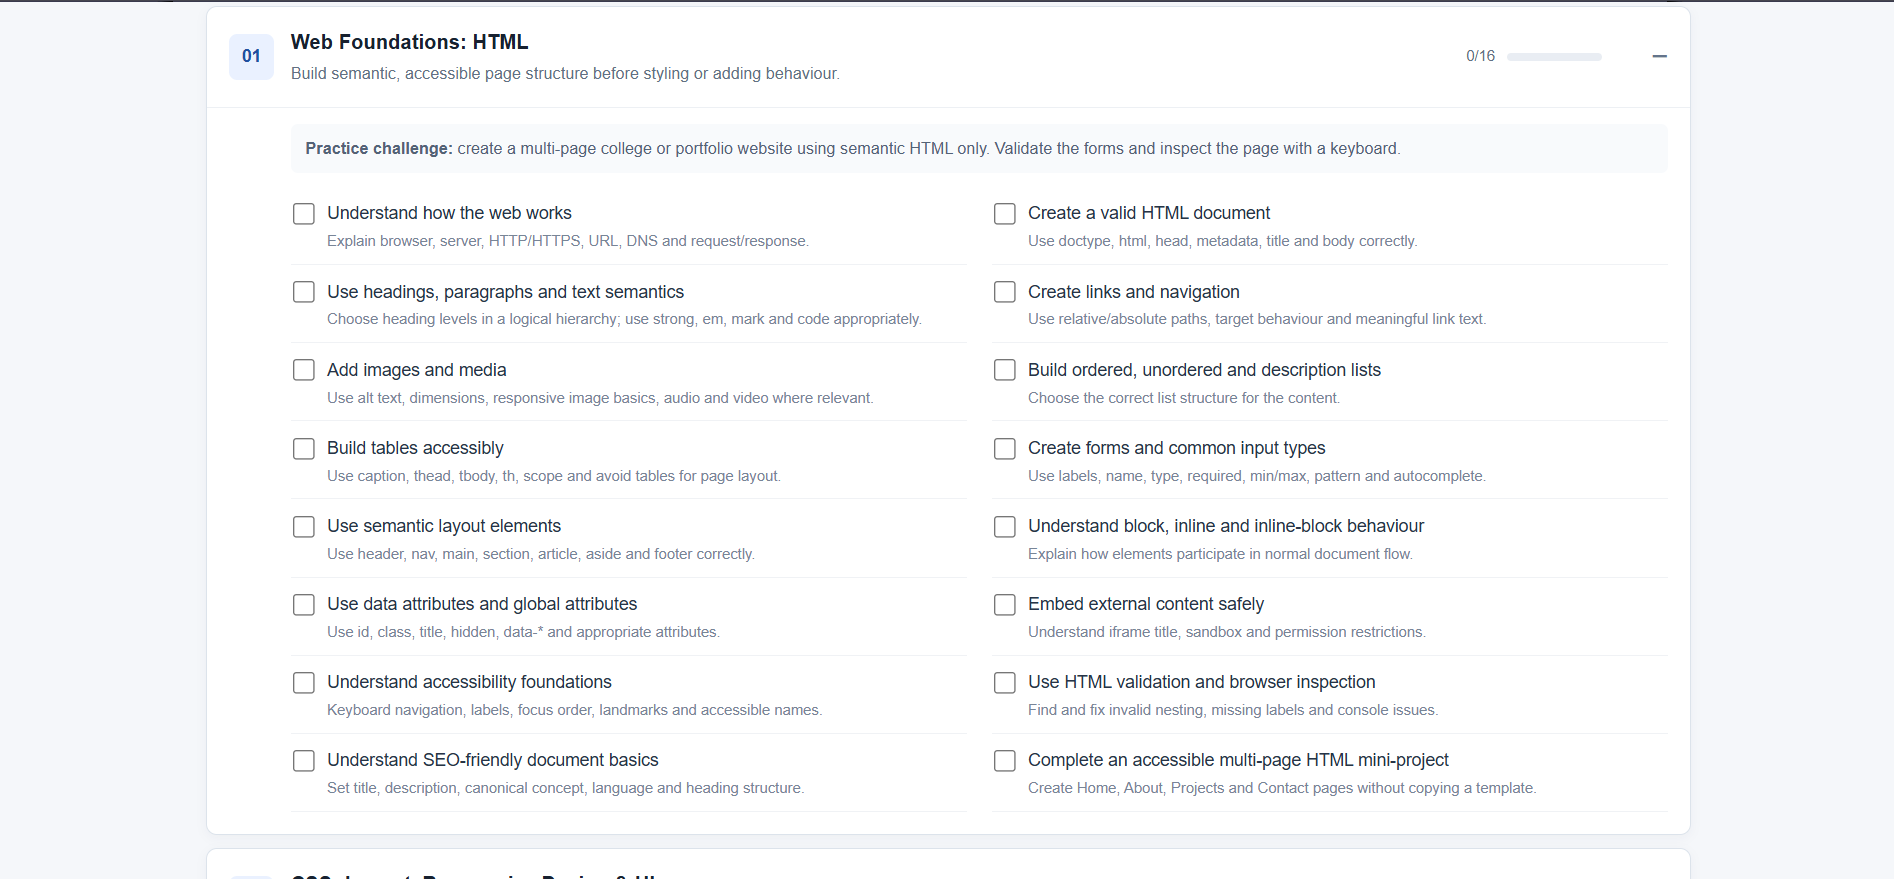 01
Web Foundations: HTML
Build semantic, accessible page structure before styling or adding behaviour.
0/16
Practice challenge: create a multi-page college or portfolio website using semantic HTML only. Validate the forms and inspect the page with a keyboard.
Understand how the web works
Explain browser, server, HTTP/HTTPS, URL, DNS and request/response.
Create a valid HTML document
Use doctype, html, head, metadata, title and body correctly.
Use headings, paragraphs and text semantics
Choose heading levels in a logical hierarchy; use strong, em, mark and code appropriately.
Create links and navigation
Use relative/absolute paths, target behaviour and meaningful link text.
Add images and media
Use alt text, dimensions, responsive image basics, audio and video where relevant.
Build ordered, unordered and description lists
Choose the correct list structure for the content.
Build tables accessibly
Use caption, thead, tbody, th, scope and avoid tables for page layout.
Create forms and common input types
Use labels, name, type, required, min/max, pattern and autocomplete.
Use semantic layout elements
Use header, nav, main, section, article, aside and footer correctly.
Understand block, inline and inline-block behaviour
Explain how elements participate in normal document flow.
Use data attributes and global attributes
Use id, class, title, hidden, data-* and appropriate attributes.
Embed external content safely
Understand iframe title, sandbox and permission restrictions.
Understand accessibility foundations
Keyboard navigation, labels, focus order, landmarks and accessible names.
Use HTML validation and browser inspection
Find and fix invalid nesting, missing labels and console issues.
Understand SEO-friendly document basics
Set title, description, canonical concept, language and heading structure.
Complete an accessible multi-page HTML mini-project
Create Home, About, Projects and Contact pages without copying a template.